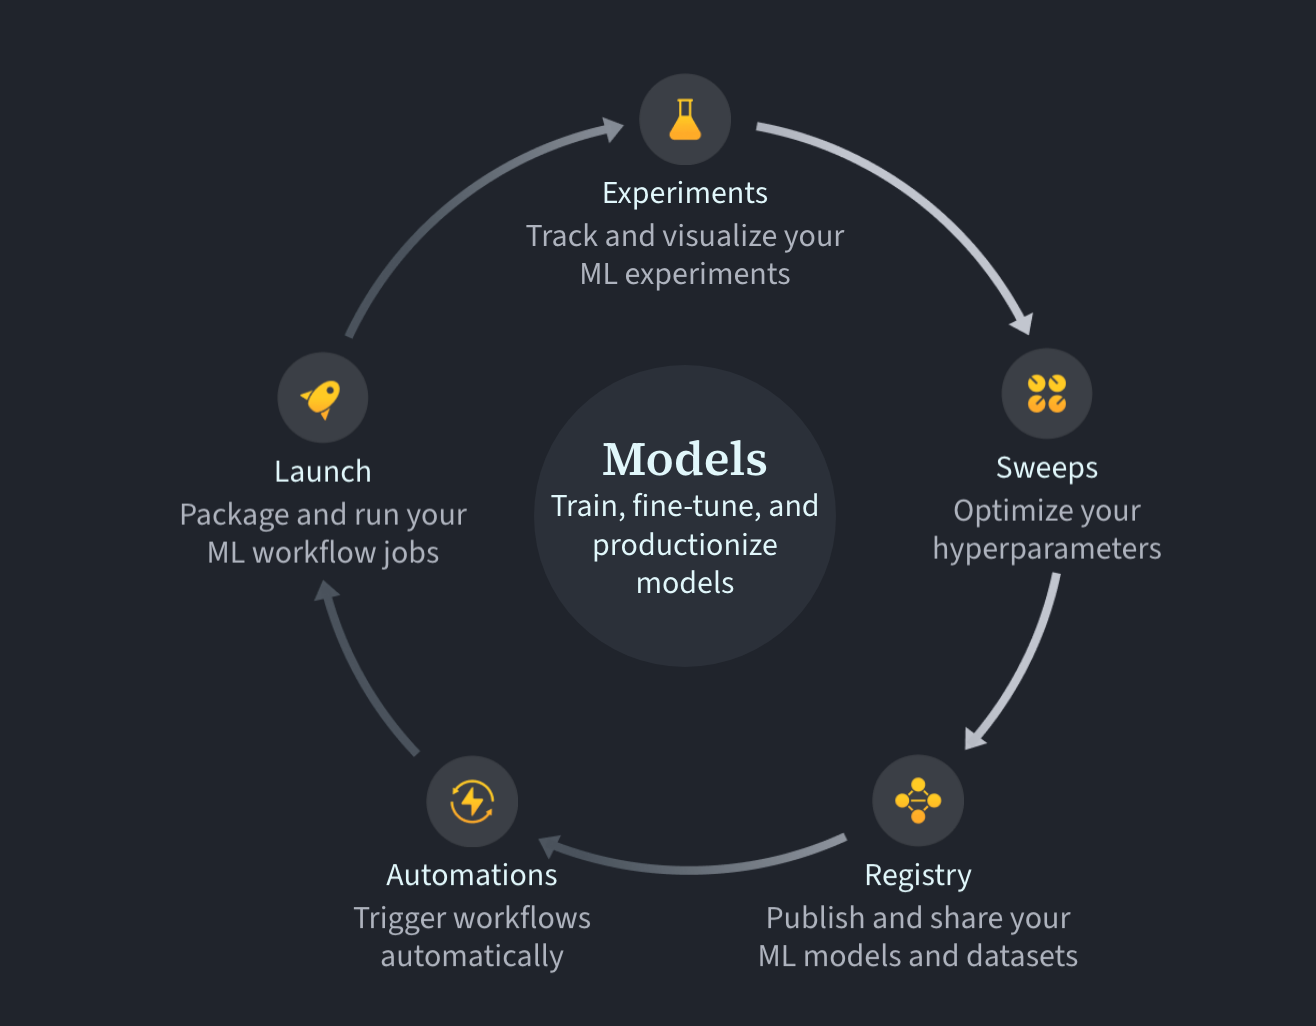 Experiments
Track and visualize your
ML experiments
Sweeps
Optimize your
hyperparameters
Registry
Publish and share your
ML models and datasets
Automations
Trigger workflows
automatically
Launch
Package and run your
ML workflow jobs
Models
Train, fine-tune, and
productionize
models